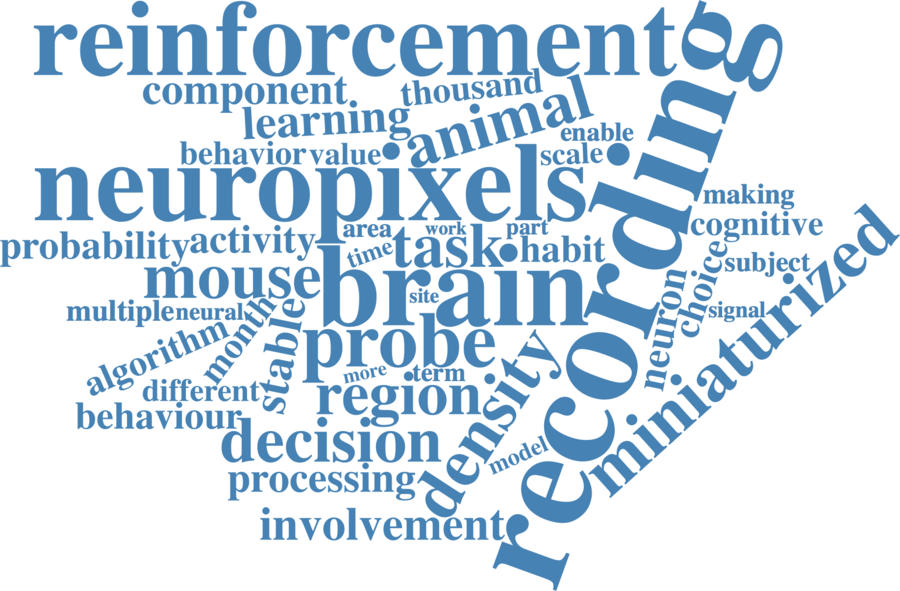 reinforcement
recording
component
thousand
learning
animal
enable
behavior
value
scale
neuropixels
making
area
work
part
cognitive
probability
activity
time
task
habit
choice
subject
mouse
brain
site
neuron
signal
miniaturized
multiple
neural
month
stable
algorithm
probe
density
more
term
different
region
behaviour
decision
model
processing
involvement